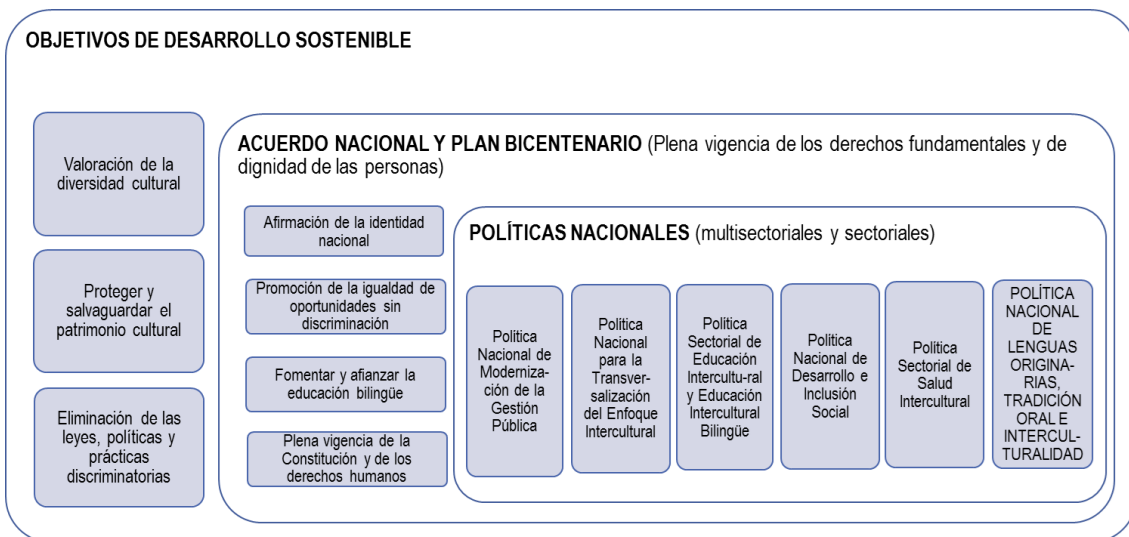 OBJETIVOS DE DESARROLLO SOSTENIBLE
Valoración de la
diversidad cultural
Proteger y
salvaguardar el
patrimonio cultural
Eliminación de las
leyes, políticas y
prácticas
discriminatorias
ACUERDO NACIONAL Y PLAN BICENTENARIO (Plena vigencia de los derechos fundamentales y de
dignidad de las personas)
Afirmación de la identidad
nacional
Promoción de la igualdad de
oportunidades sin
discriminación
Fomentar y afianzar la
educación bilingüe
Plena vigencia de la
Constitución y de los
derechos humanos
POLÍTICAS NACIONALES (multisectoriales y sectoriales)
Política
Nacional de
Moderniza-
ción de la
Gestión
Pública
Política
Nacional
para la
Transver-
salización
del Enfoque
Intercultural
Política
Sectorial de
Educación
Intercultu-ral
y Educación
Intercultural
Bilingüe
Política
Nacional de
Desarrollo e
Inclusión
Social
Política
Sectorial de
Salud
Intercultural
POLÍTICA
NACIONAL
DE
LENGUAS
ORIGINA-
RIAS,
TRADICIÓN
ORAL E
INTERCUL-
TURALIDAD